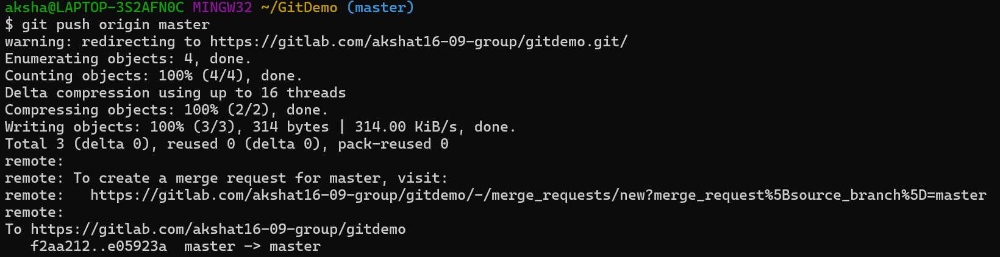 aksha@LAPTOP-3S2AFN0C MINGW32 ~/GitDemo (master)
$ git push origin master
warning: redirecting to https://gitlab.com/akshat16-09-group/gitdemo.git/
Enumerating objects: 4, done.
Counting objects: 100% (4/4), done.
Delta compression using up to 16 threads
Compressing objects: 100% (2/2), done.
Writing objects: 100% (3/3), 314 bytes | 314.00 KiB/s, done.
Total 3 (delta 0), reused 0 (delta 0), pack-reused 0
remote:
remote: To create a merge request for master, visit:
remote:   https://gitlab.com/akshat16-09-group/gitdemo/-/merge_requests/new?merge_request%5Bsource_branch%5D=master
remote:
To https://gitlab.com/akshat16-09-group/gitdemo
   f2aa212..e05923a  master -> master